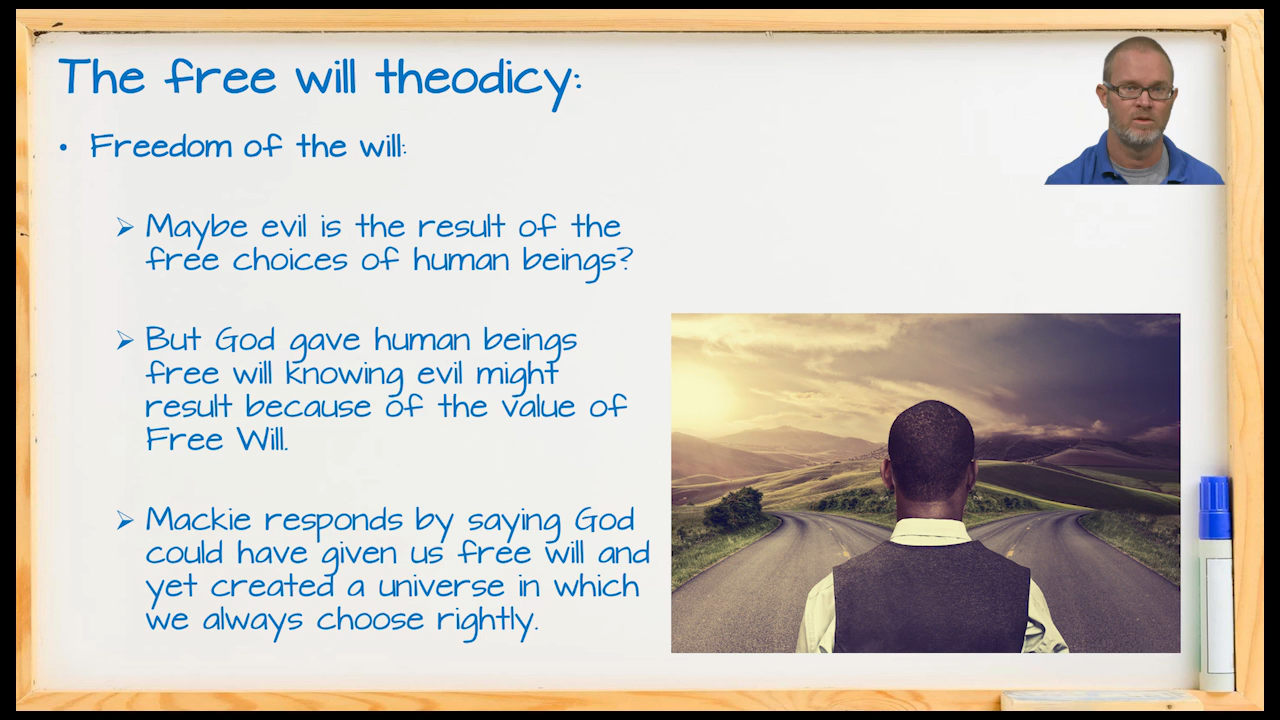 The free will theodicy:
• Freedom of the will:
➢ Maybe evil is the result of the
free choices of human beings?
➢ But God gave human beings
free will knowing evil might
result because of the value of
Free Will.
➢ Mackie responds by saying God
could have given us free will and
yet created a universe in which
we always choose rightly.